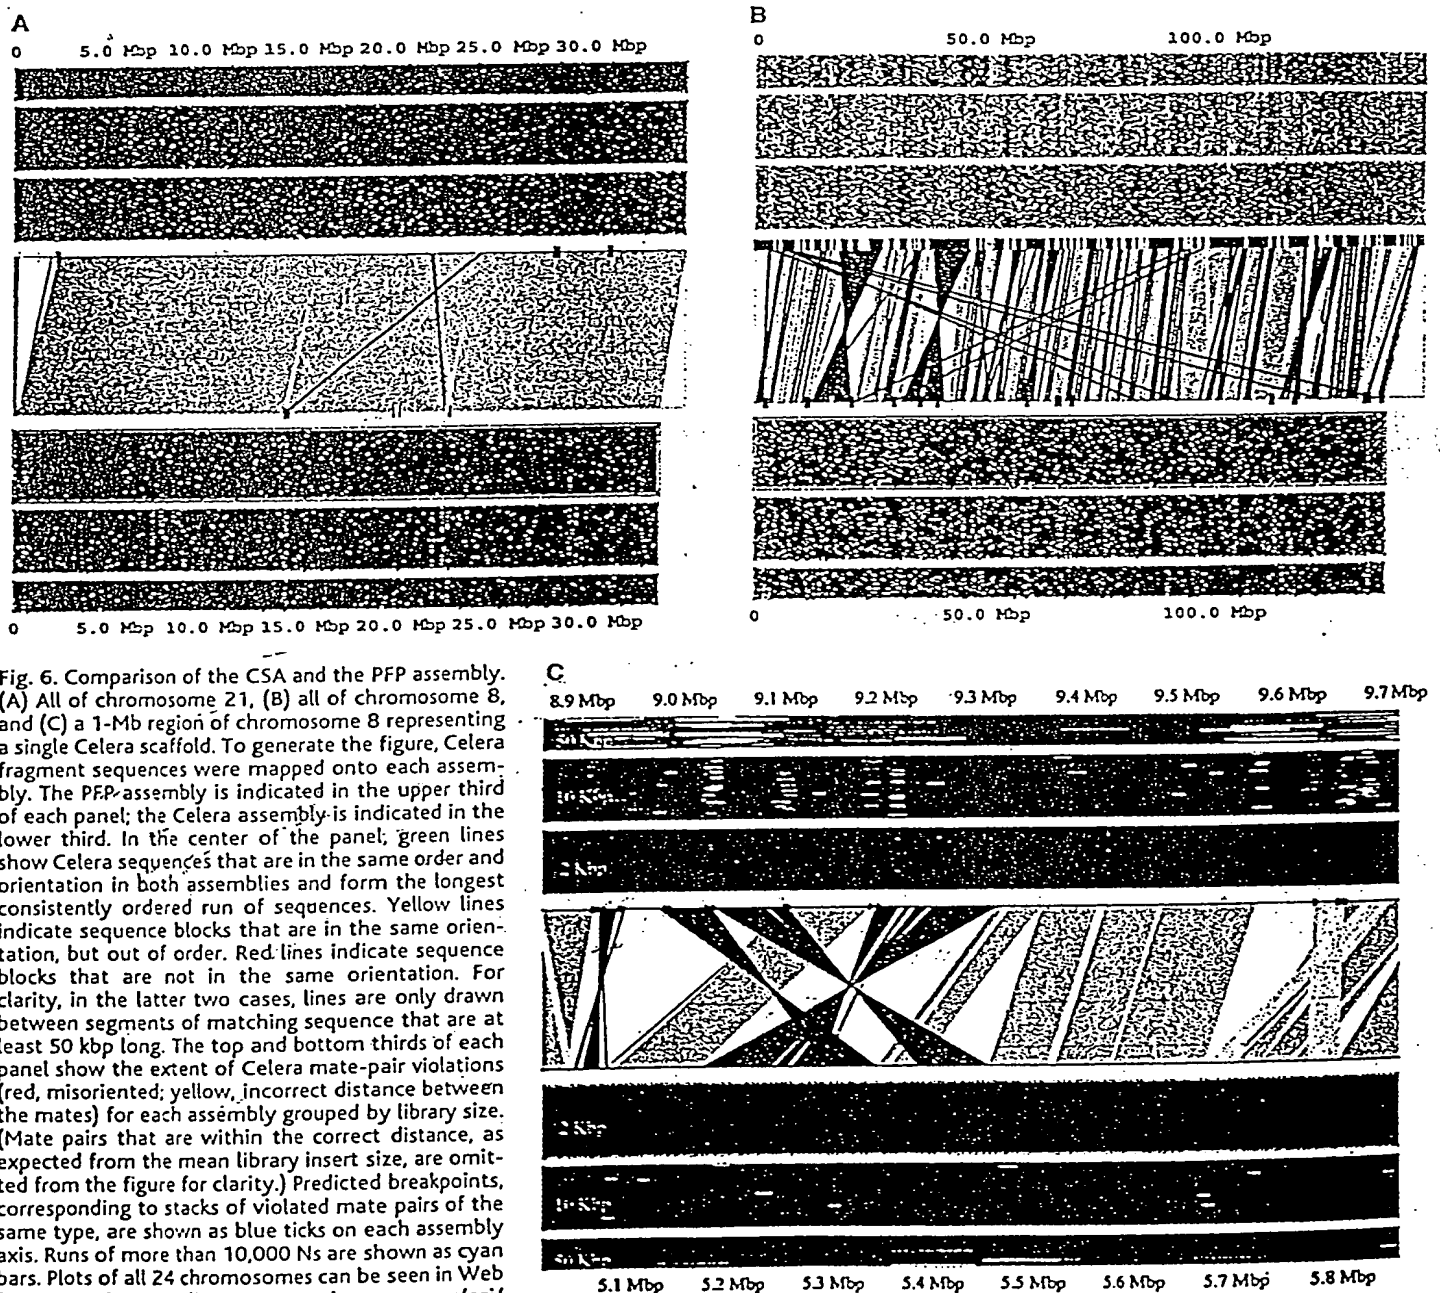 A
0 5.0 Mbp 10.0 Mbp 15.0 Mbp 20.0 Mbp 25.0 Mbp 30.0 Mbp
0 5.0 Mbp 10.0 Mbp 15.0 Mbp 20.0 Mbp 25.0 Mbp 30.0 Mbp
B
0 50.0 Mbp 100.0 Mbp
0 50.0 Mbp 100.0 Mbp
Fig. 6. Comparison of the CSA and the PFP assembly.
(A) All of chromosome 21, (B) all of chromosome 8,
and (C) a 1-Mb region of chromosome 8 representing
a single Celera scaffold. To generate the figure, Celera
fragment sequences were mapped onto each assem-
bly. The PFP assembly is indicated in the upper third
of each panel; the Celera assembly is indicated in the
lower third. In the center of the panel, green lines
show Celera sequences that are in the same order and
orientation in both assemblies and form the longest
consistently ordered run of sequences. Yellow lines
indicate sequence blocks that are in the same orien-
tation, but out of order. Red lines indicate sequence
blocks that are not in the same orientation. For
clarity, in the latter two cases, lines are only drawn
between segments of matching sequence that are at
least 50 kbp long. The top and bottom thirds of each
panel show the extent of Celera mate-pair violations
(red, misoriented; yellow, incorrect distance between
the mates) for each assembly grouped by library size.
(Mate pairs that are within the correct distance, as
expected from the mean library insert size, are omit-
ted from the figure for clarity.) Predicted breakpoints,
corresponding to stacks of violated mate pairs of the
same type, are shown as blue ticks on each assembly
axis. Runs of more than 10,000 Ns are shown as cyan
bars. Plots of all 24 chromosomes can be seen in Web
C
8.9 Mbp 9.0 Mbp 9.1 Mbp 9.2 Mbp 9.3 Mbp 9.4 Mbp 9.5 Mbp 9.6 Mbp 9.7 Mbp
50 Kbp
10 Kbp
2 Kbp
2 Kbp
10 Kbp
50 Kbp
5.1 Mbp 5.2 Mbp 5.3 Mbp 5.4 Mbp 5.5 Mbp 5.6 Mbp 5.7 Mbp 5.8 Mbp